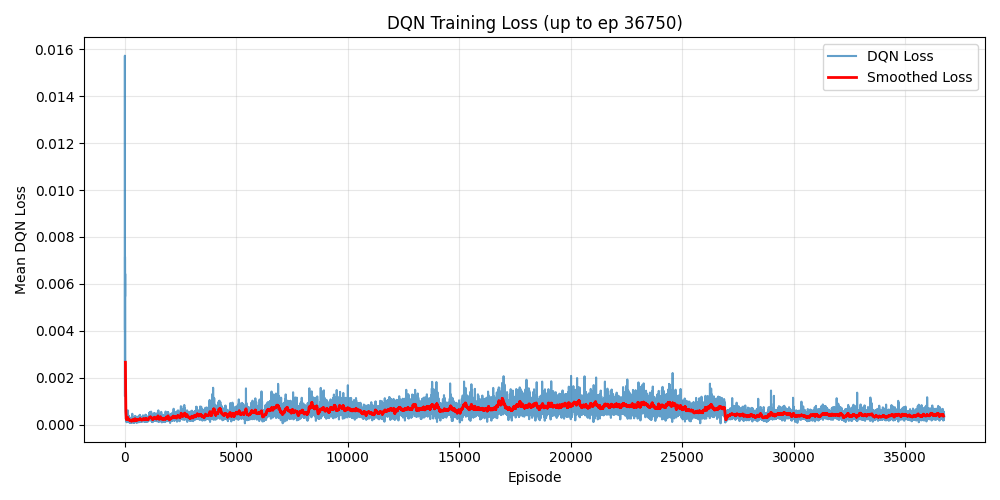 DQN Training Loss (up to ep 36750)
DQN Loss
Smoothed Loss
Mean DQN Loss
0.016
0.014
0.012
0.010
0.008
0.006
0.004
0.002
0.000
0 5000 10000 15000 20000 25000 30000 35000
Episode